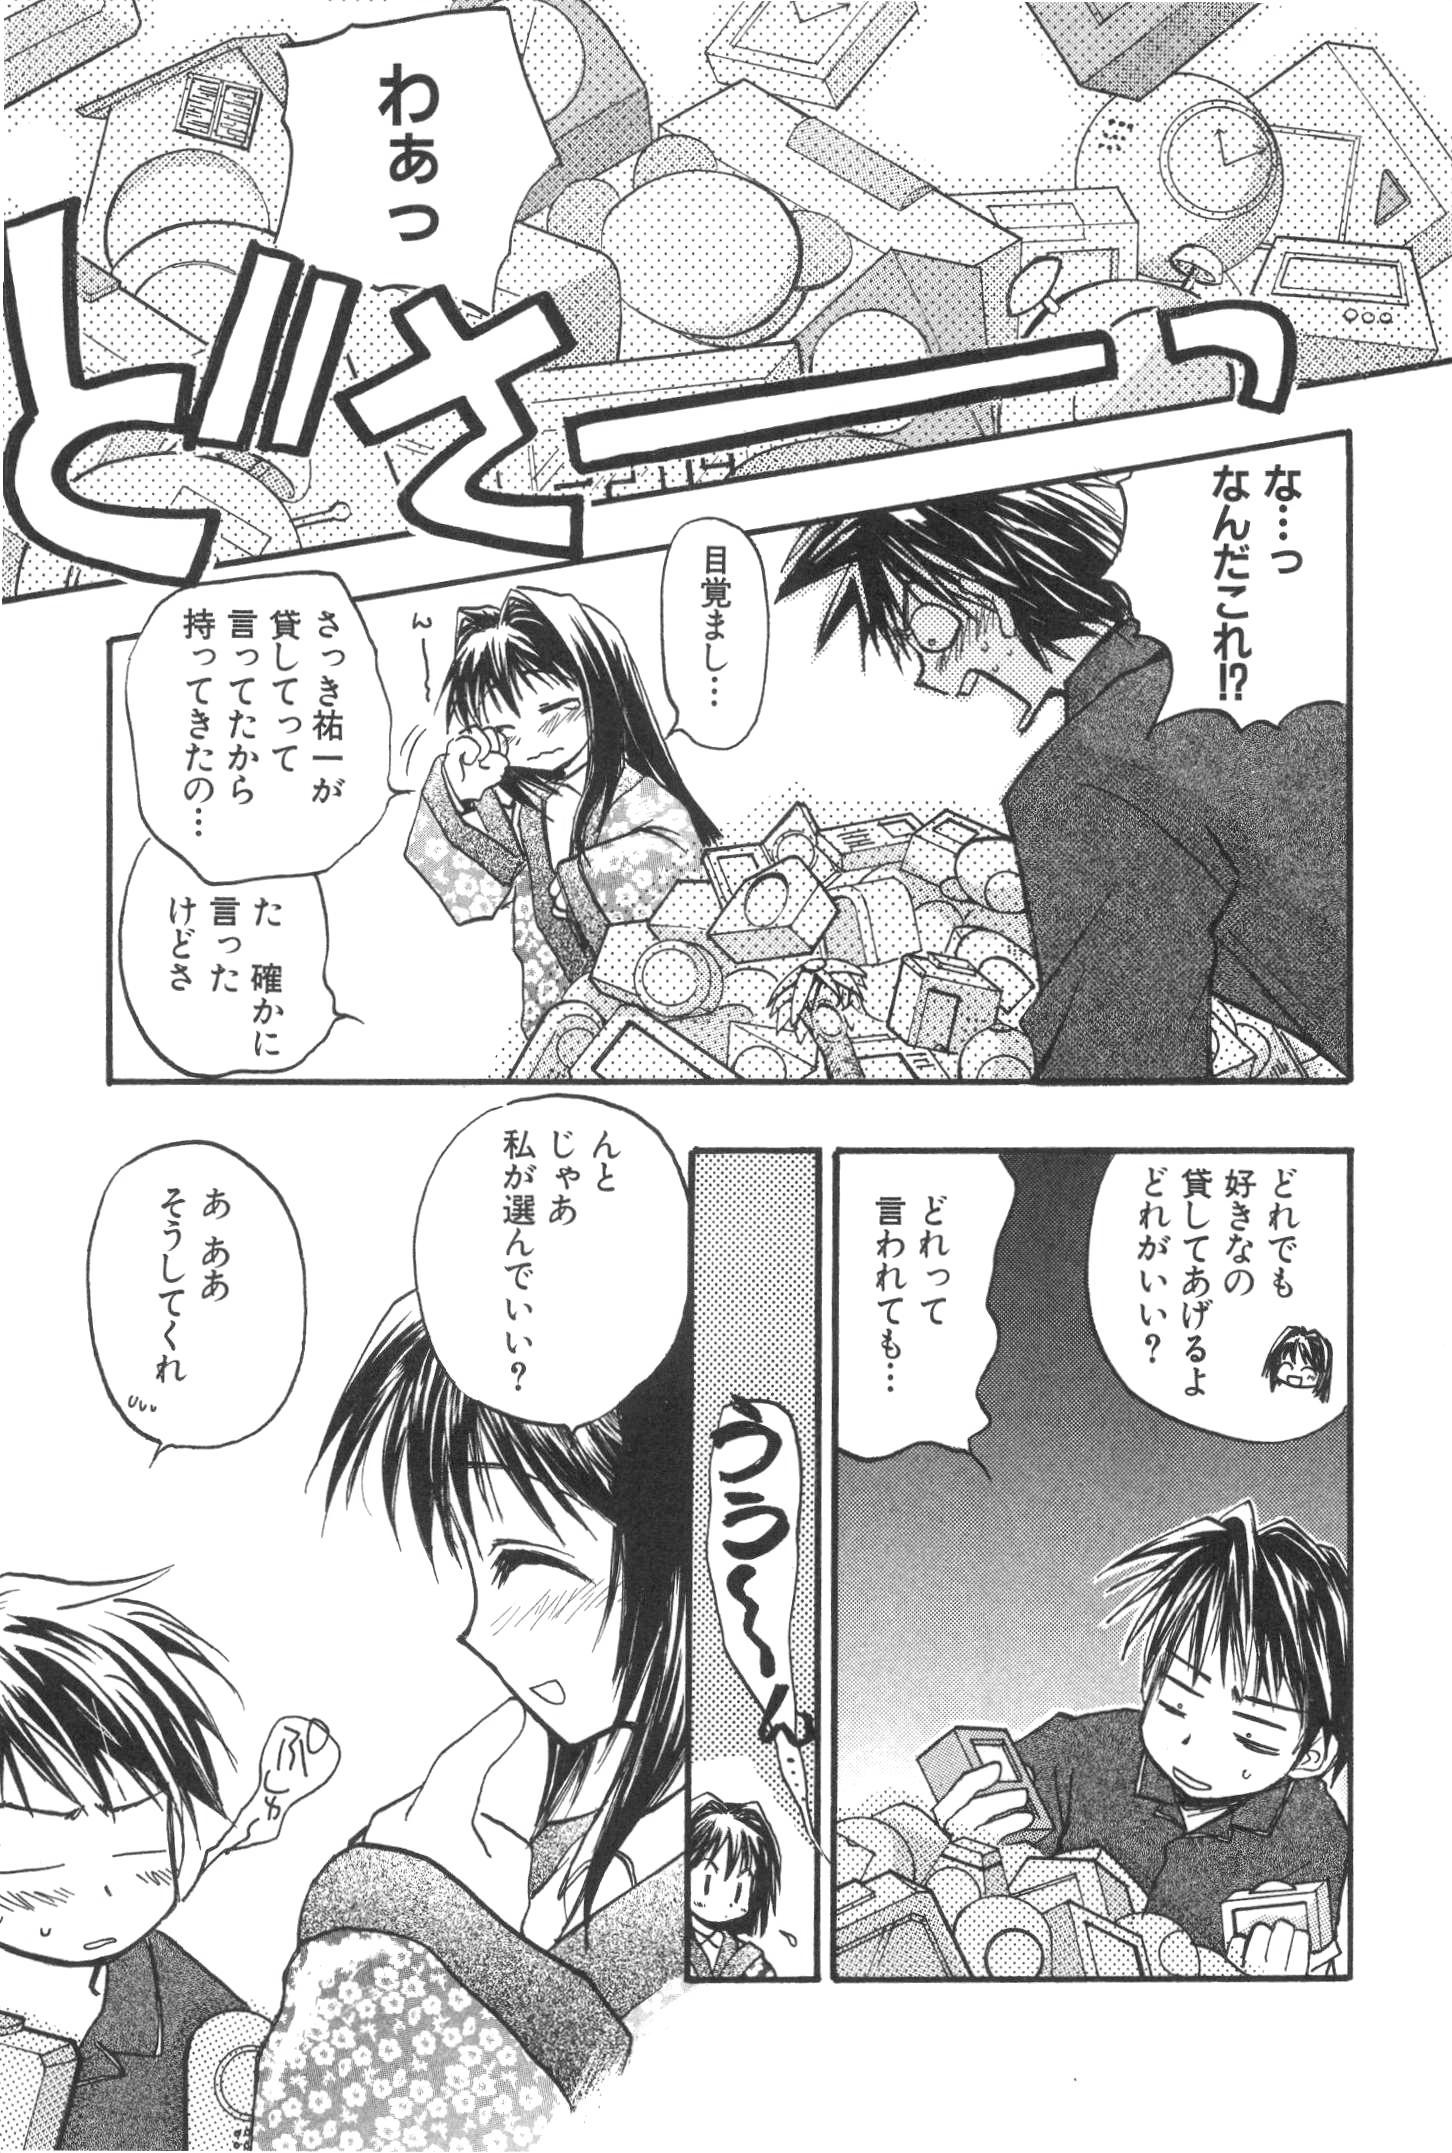 わぁっ
どさーっ
な…っ
なんだこれ!?
目覚まし…
んー
さっき祐一が
貸してって
言ってたから
持ってきたの…
た 確かに
言った
けどさ
どれでも
好きなの
貸してあげるよ
どれがいい?
どれって
言われても…
うう〜ん…
んと
じゃあ
私が選んでいい?
あ ああ
そうしてくれ